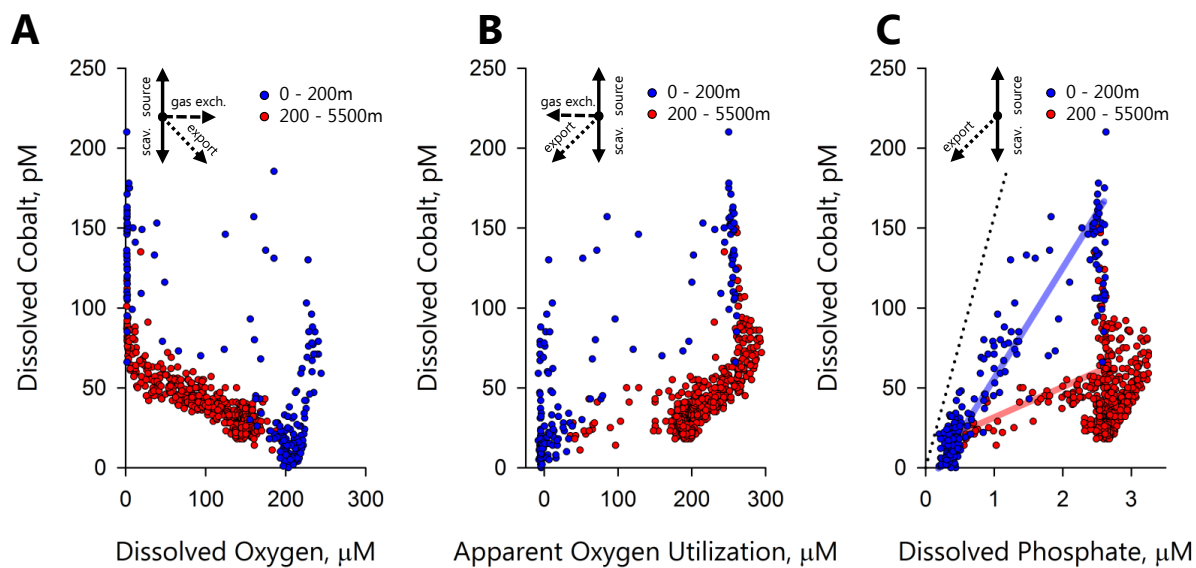 A
Dissolved Cobalt, pM
250
200
150
100
50
0
source
scav.
gas exch.
export
0 - 200m
200 - 5500m
0
100
200
300
Dissolved Oxygen, μM
B
Dissolved Cobalt, pM
250
200
150
100
50
0
gas exch.
export
source
scav.
0 - 200m
200 - 5500m
0
100
200
300
Apparent Oxygen Utilization, μM
C
Dissolved Cobalt, pM
250
200
150
100
50
0
export
source
scav.
0 - 200m
200 - 5500m
0
1
2
3
Dissolved Phosphate, μM